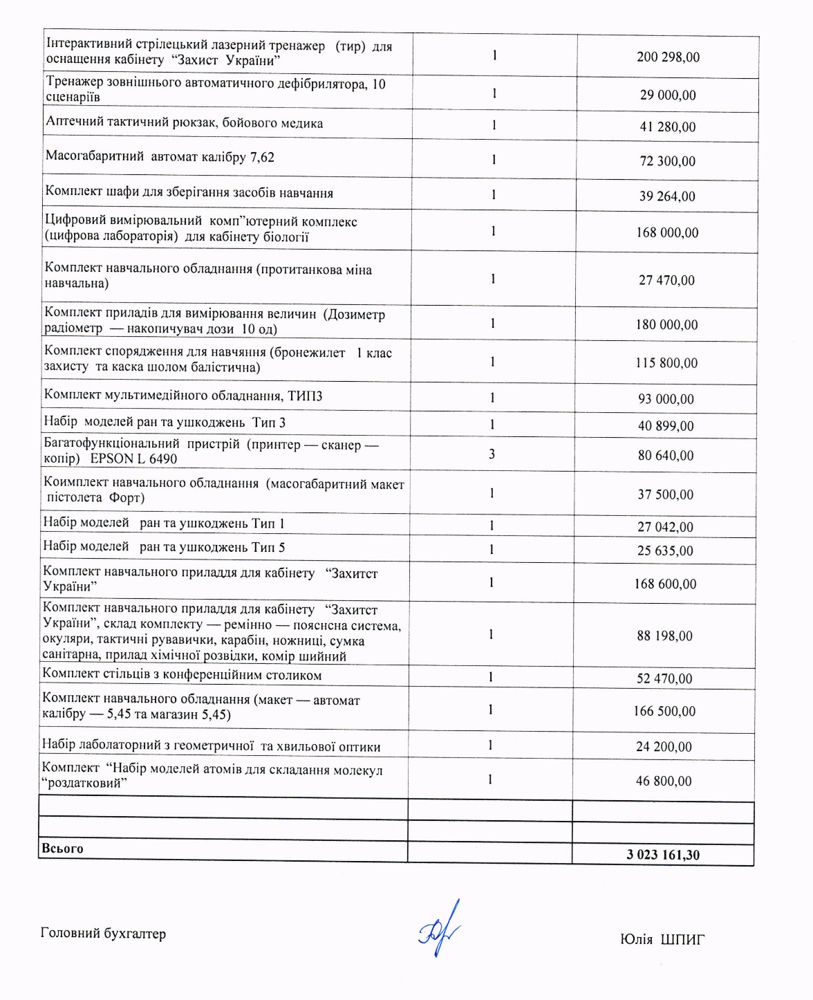 Інтерактивний стрілецький лазерний тренажер (тир) для
оснащення кабінету “Захист України”
1
200 298,00
Тренажер зовнішнього автоматичного дефібрилятора, 10
сценаріїв
1
29 000,00
Аптечний тактичний рюкзак, бойового медика
1
41 280,00
Масогабаритний автомат калібру 7,62
1
72 300,00
Комплект шафи для зберігання засобів навчання
1
39 264,00
Цифровий вимірювальний комп”ютерний комплекс
(цифрова лабораторія) для кабінету біології
1
168 000,00
Комплект навчального обладнання (протитанкова міна
навчальна)
1
27 470,00
Комплект приладів для вимірювання величин (Дозиметр
радіометр — накопичувач дози 10 од)
1
180 000,00
Комплект спорядження для навчяння (бронежилет 1 клас
захисту та каска шолом балістична)
1
115 800,00
Комплект мультимедійного обладнання, ТИП3
1
93 000,00
Набір моделей ран та ушкоджень Тип 3
1
40 899,00
Багатофункціональний пристрій (принтер — сканер —
копір) EPSON L 6490
3
80 640,00
Коимплект навчального обладнання (масогабаритний макет
пістолета Форт)
1
37 500,00
Набір моделей ран та ушкоджень Тип 1
1
27 042,00
Набір моделей ран та ушкоджень Тип 5
1
25 635,00
Комплект навчального приладдя для кабінету “Захитст
України”
1
168 600,00
Комплект навчального приладдя для кабінету “Захитст
України”, склад комплекту — ремінно — пояснсна система,
окуляри, тактичні рувавички, карабін, ножниці, сумка
санітарна, прилад хімічної розвідки, комір шийний
1
88 198,00
Комплект стільців з конференційним столиком
1
52 470,00
Комплект навчального обладнання (макет — автомат
калібру — 5,45 та магазин 5,45)
1
166 500,00
Набір лаболаторний з геометричної та хвильової оптики
1
24 200,00
Комплект “Набір моделей атомів для складання молекул
“роздатковий”
1
46 800,00
Всього
3 023 161,30
Головний бухгалтер
Юлія ШПИГ